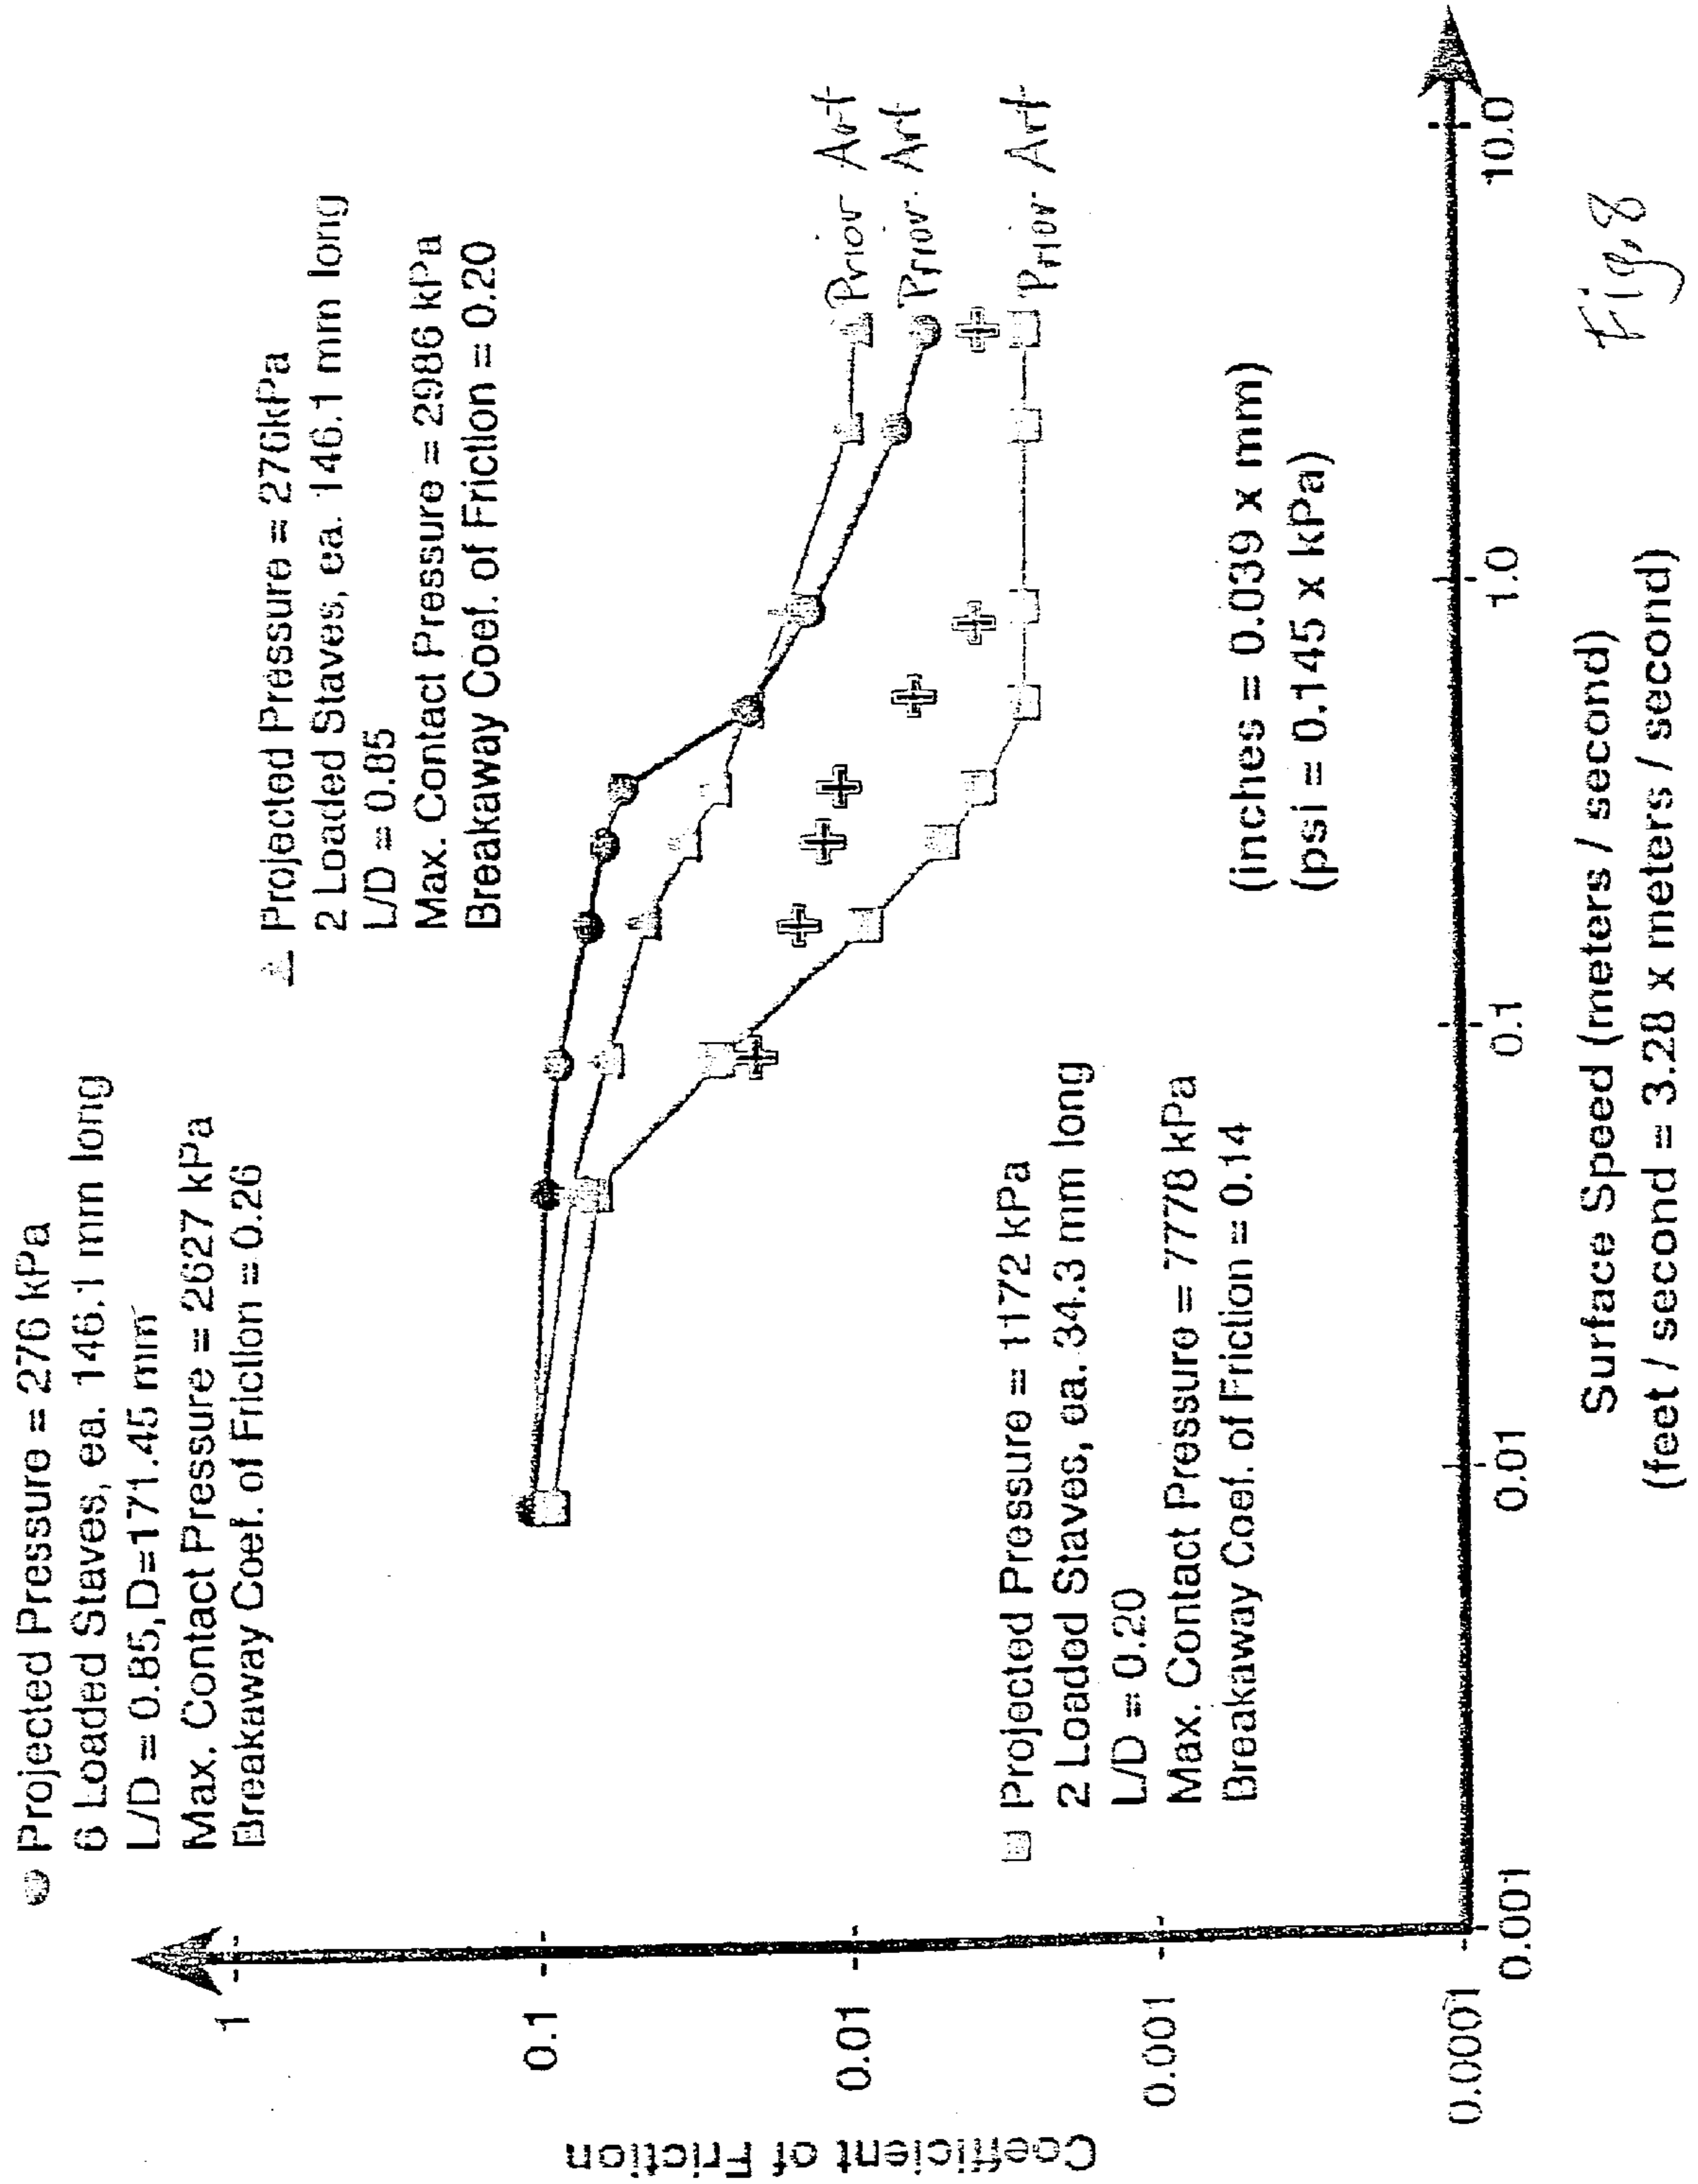 Projected Pressure = 276 kPa
6 Loaded Staves, ea. 146.1 mm long
L/D = 0.85, D=171.45 mm
Max. Contact Pressure = 2627 kPa
Breakaway Coef. of Friction = 0.26
Projected Pressure = 276kPa
2 Loaded Staves, ea. 146.1 mm long
L/D = 0.85
Max. Contact Pressure = 2986 kPa
Breakaway Coef. of Friction = 0.20
Prior Art
Prior Art
Prior Art
Projected Pressure = 1172 kPa
2 Loaded Staves, ea. 34.3 mm long
L/D = 0.20
Max. Contact Pressure = 7778 kPa
Breakaway Coef. of Friction = 0.14
(inches = 0.039 x mm)
(psi = 0.145 x kPa)
Coefficient of Friction
1
0.1
0.01
0.001
0.0001
0.001
0.01
0.1
1.0
10.0
Surface Speed (meters / second)
(feet / second = 3.28 x meters / second)
Fig. 8